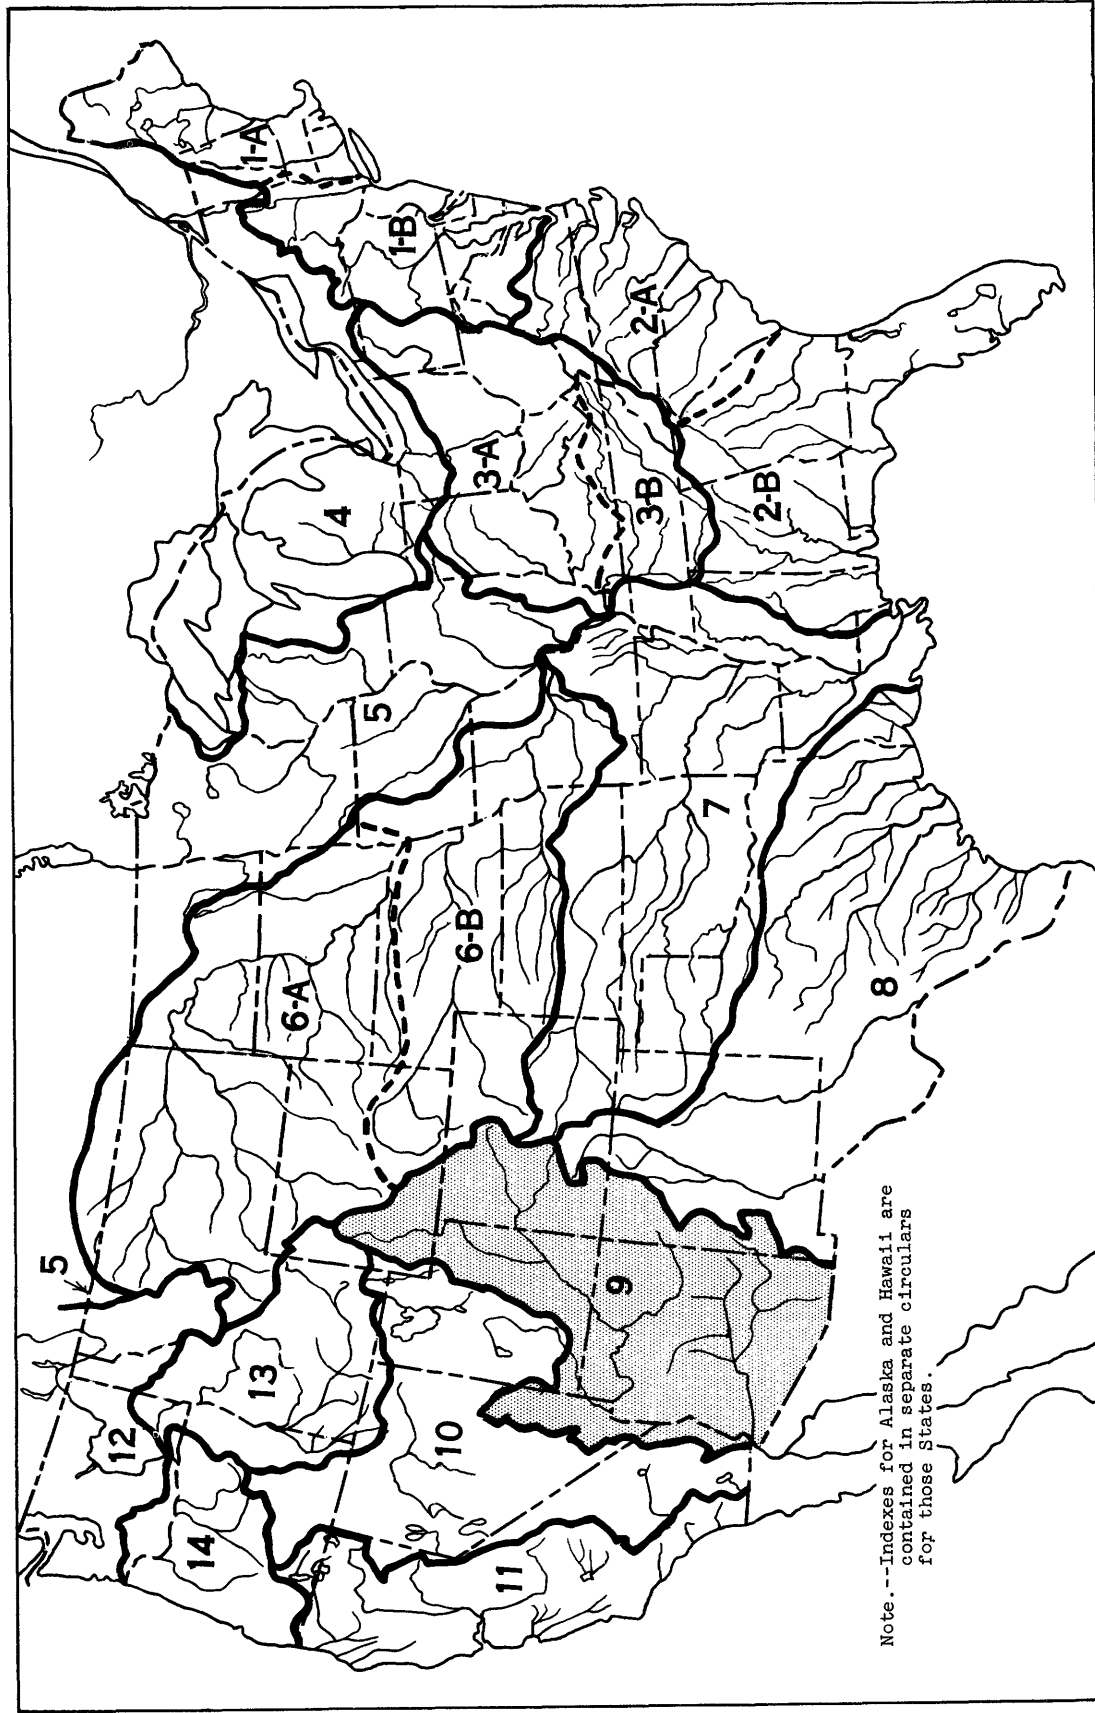 5
12
13
14
10
11
9
6-A
6-B
5
7
8
4
3-A
3-B
1-A
1-B
2-A
2-B
Note.--Indexes for Alaska and Hawaii are
contained in separate circulars
for those States.